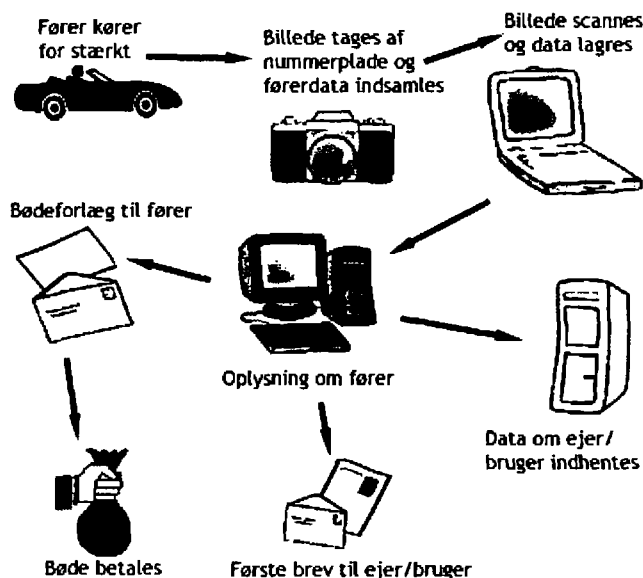 Fører kører
for stærkt
Billede tages af
nummerplade og
førerdata indsamles
Billede scannes
og data lagres
Bødeforlæg til fører
Oplysning om fører
Data om ejer/
bruger indhentes
Bøde betales
Første brev til ejer/bruger